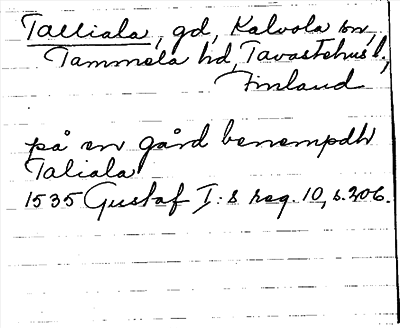 Talliala, gd, Kalvola sn,
Tammela hd, Tavastehus l.,
Finland
på en gård benempdh
Taliala
1535 Gustaf I:s reg. 10, s. 206.